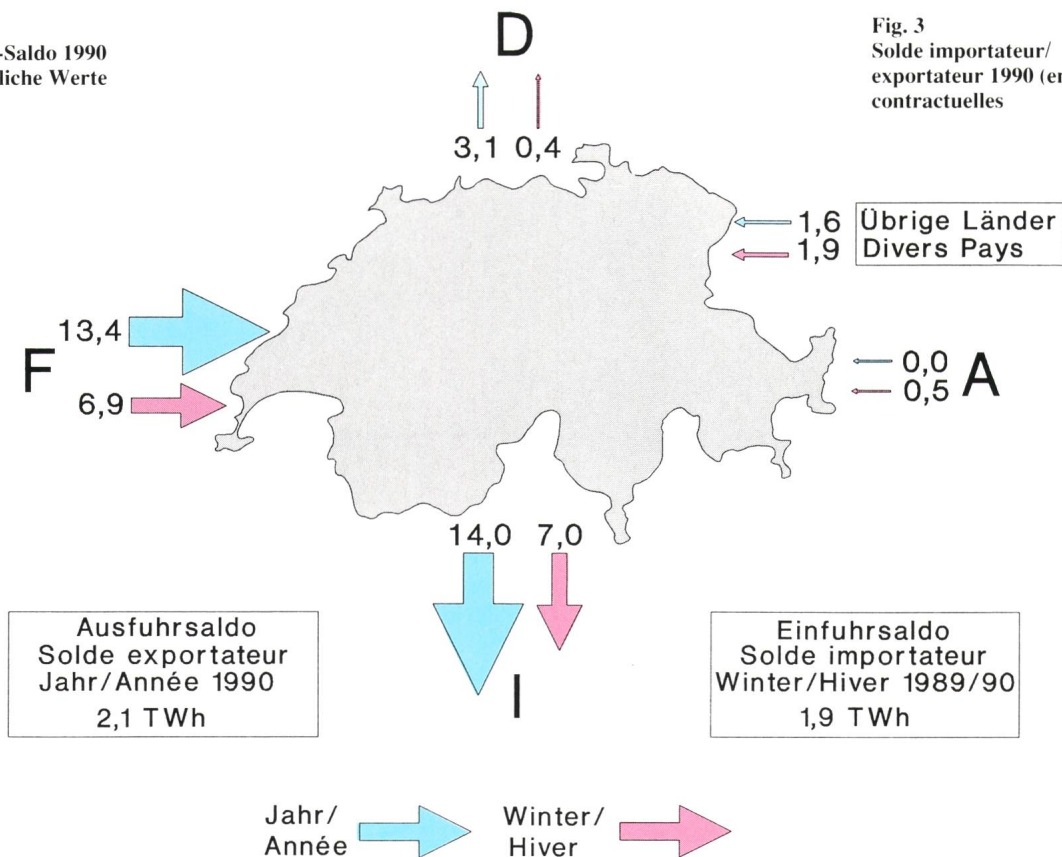 -Saldo 1990
liche Werte
Fig. 3
Solde importateur/
exportateur 1990 (en
contractuelles
D
3,1 0,4
1,6 Übrige Länder
1,9 Divers Pays
13,4
F
6,9
0,0
0,5 A
14,0 7,0
I
Ausfuhrsaldo
Solde exportateur
Jahr/Année 1990
2,1 TWh
Einfuhrsaldo
Solde importateur
Winter/Hiver 1989/90
1,9 TWh
Jahr/
Année
Winter/
Hiver